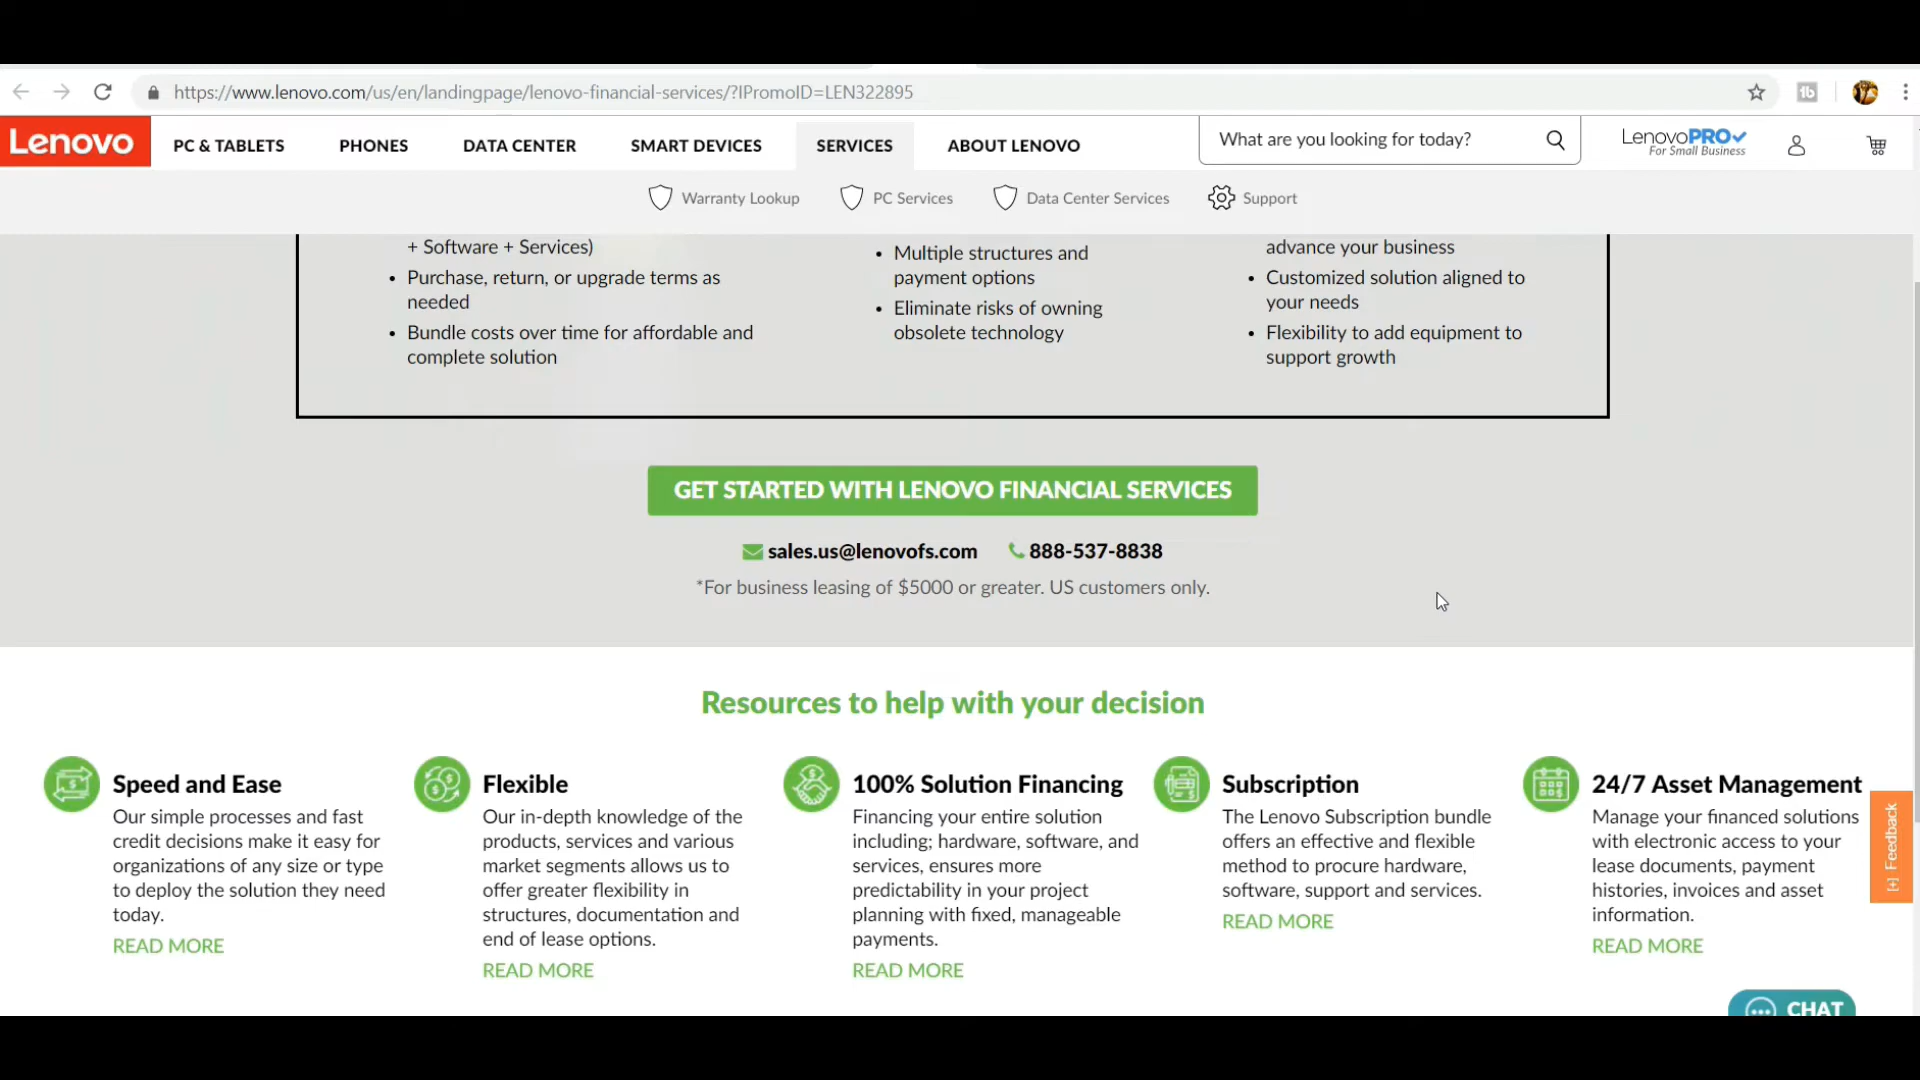 https://www.lenovo.com/us/en/landingpage/lenovo-financial-services/?IPromoID=LEN322895
Lenovo
PC & TABLETS
PHONES
DATA CENTER
SMART DEVICES
SERVICES
ABOUT LENOVO
What are you looking for today?
LenovoPRO
For Small Business
Warranty Lookup
PC Services
Data Center Services
Support
+ Software + Services)
• Purchase, return, or upgrade terms as
needed
• Bundle costs over time for affordable and
complete solution
• Multiple structures and
payment options
• Eliminate risks of owning
obsolete technology
advance your business
• Customized solution aligned to
your needs
• Flexibility to add equipment to
support growth
GET STARTED WITH LENOVO FINANCIAL SERVICES
sales.us@lenovofs.com
888-537-8838
*For business leasing of $5000 or greater. US customers only.
Resources to help with your decision
Speed and Ease
Our simple processes and fast
credit decisions make it easy for
organizations of any size or type
to deploy the solution they need
today.
READ MORE
Flexible
Our in-depth knowledge of the
products, services and various
market segments allows us to
offer greater flexibility in
structures, documentation and
end of lease options.
READ MORE
100% Solution Financing
Financing your entire solution
including; hardware, software, and
services, ensures more
predictability in your project
planning with fixed, manageable
payments.
READ MORE
Subscription
The Lenovo Subscription bundle
offers an effective and flexible
method to procure hardware,
software, support and services.
READ MORE
24/7 Asset Management
Manage your financed solutions
with electronic access to your
lease documents, payment
histories, invoices and asset
information.
READ MORE
[+] Feedback
CHAT